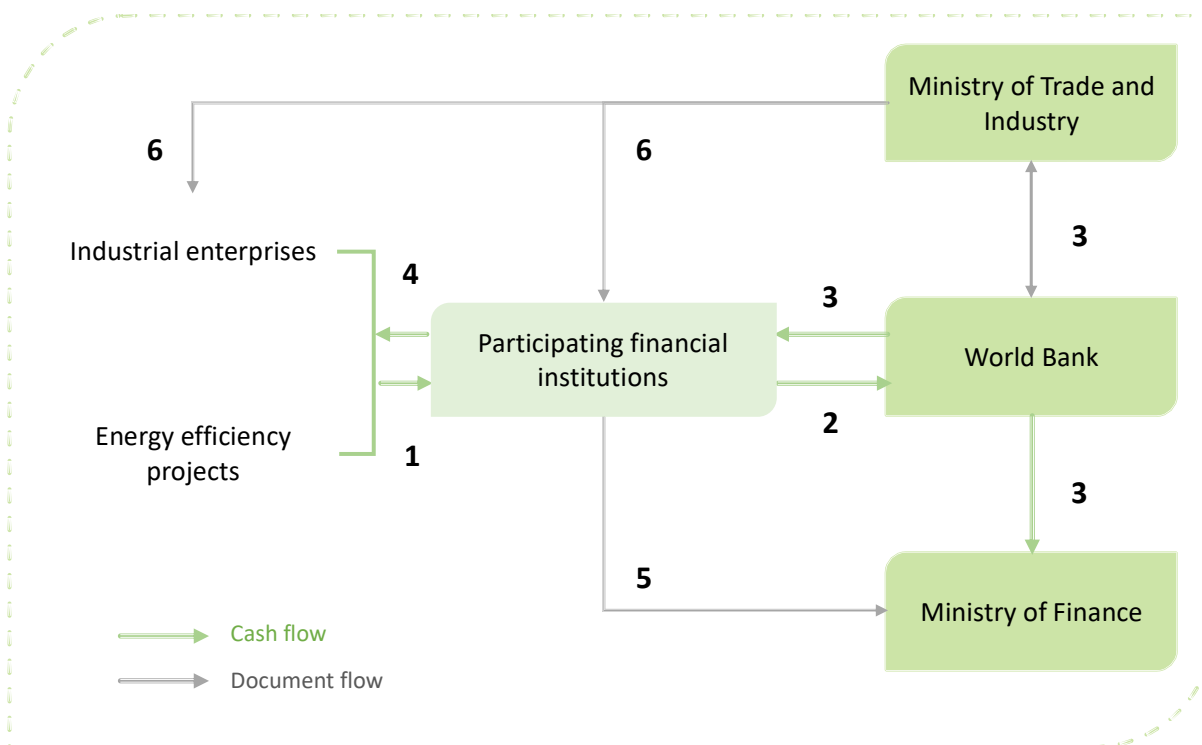 Ministry of Trade and
Industry
6
6
3
Industrial enterprises
4
3
Participating financial
institutions
World Bank
2
Energy efficiency
projects
1
3
5
Ministry of Finance
Cash flow
Document flow